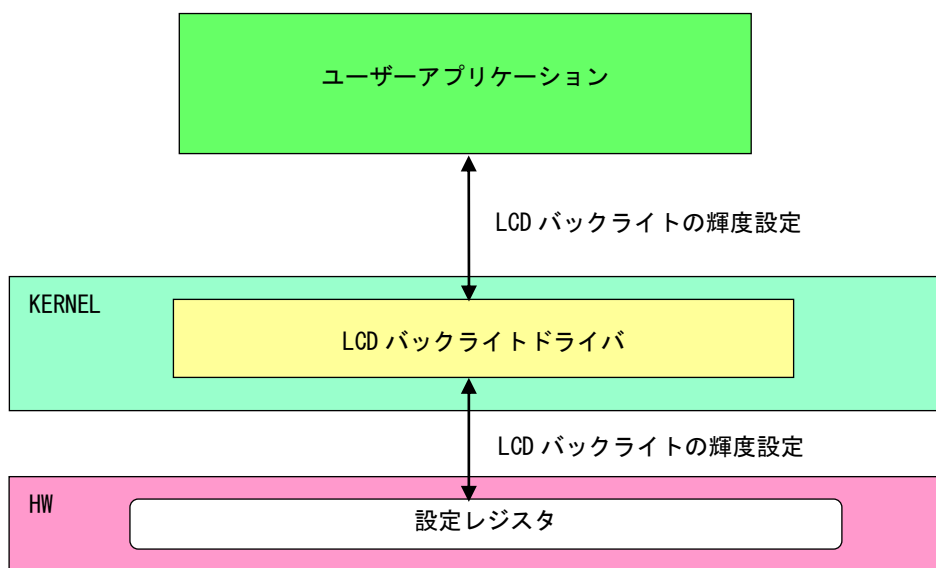 ユーザーアプリケーション
LCD バックライトの輝度設定
KERNEL
LCD バックライトドライバ
LCD バックライトの輝度設定
HW
設定レジスタ